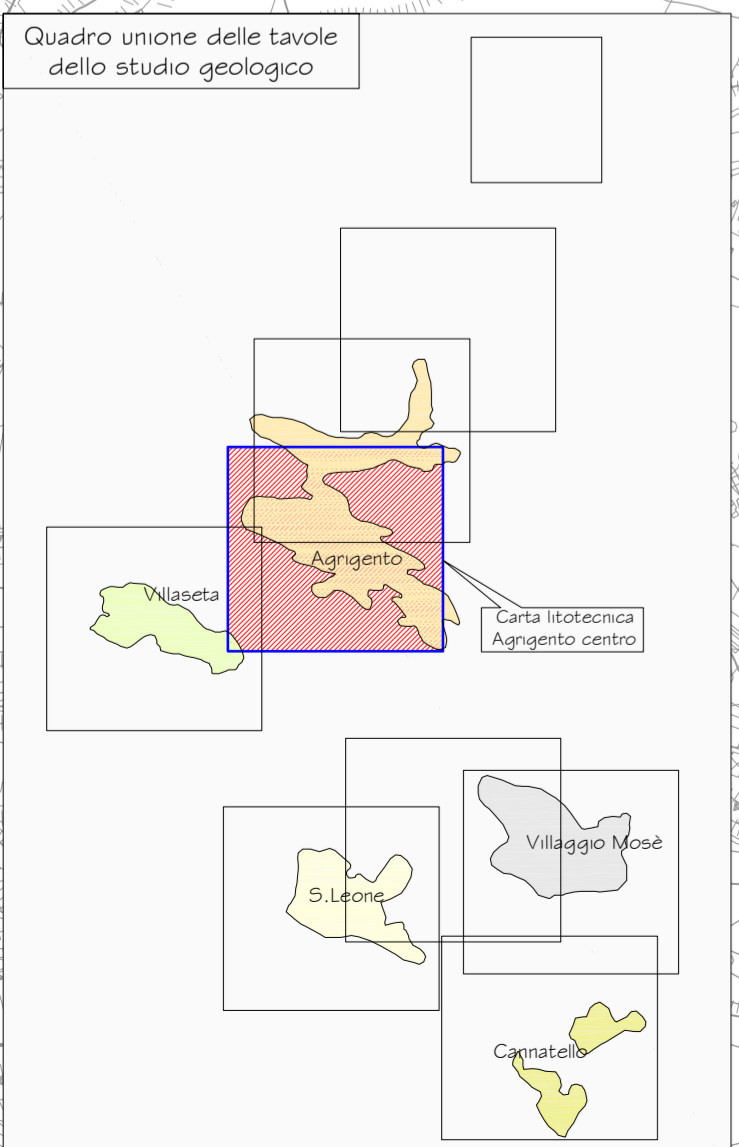 Quadro unione delle tavole
dello studio geologico
Agrigento
Villaseta
Carta litotecnica
Agrigento centro
Villaggio Mosè
S.Leone
Cannatello